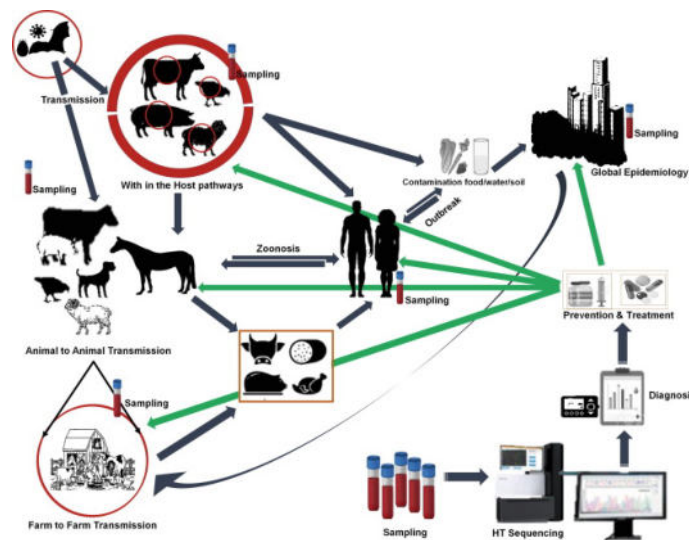 Sampling
Transmission
Sampling
Sampling
With in the Host pathways
Contamination food/water/soil
Global Epidemiology
Outbreak
Zoonosis
Sampling
Prevention & Treatment
Animal to Animal Transmission
Sampling
Diagnosi
Farm to Farm Transmission
Sampling
HT Sequencing